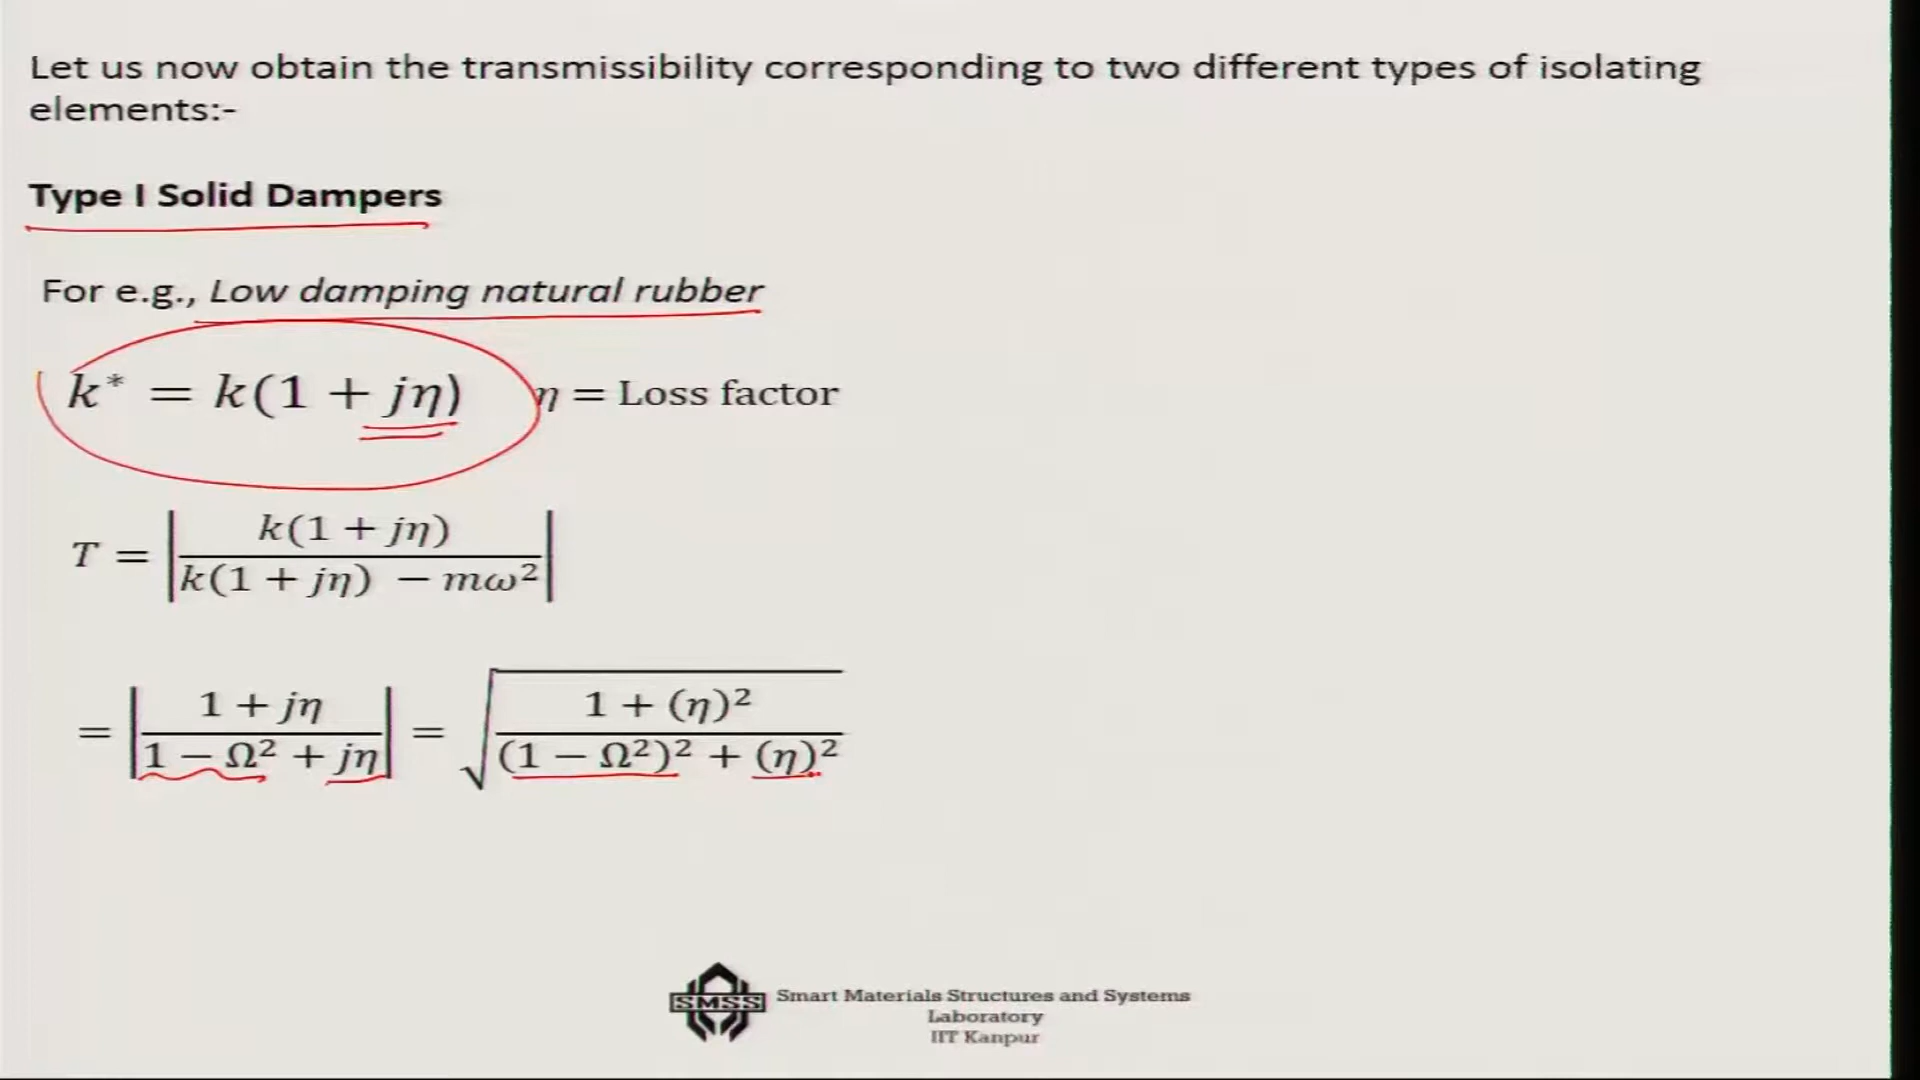 Let us now obtain the transmissibility corresponding to two different types of isolating
elements:-
Type I Solid Dampers
For e.g., Low damping natural rubber
k* = k(1 + jη) η = Loss factor
T = |k(1 + jη) / (k(1 + jη) − mω²)|
= |(1 + jη) / (1 − Ω² + jη)| = √((1 + (η)²) / ((1 − Ω²)² + (η)²))
SMSS
Smart Materials Structures and Systems
Laboratory
IIT Kanpur